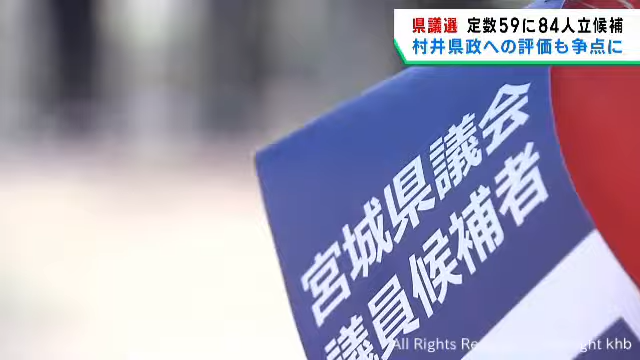 県議選 定数59に84人立候補
村井県政への評価も争点に
宮城県議会
議員候補者
All Rights Re
ght khb